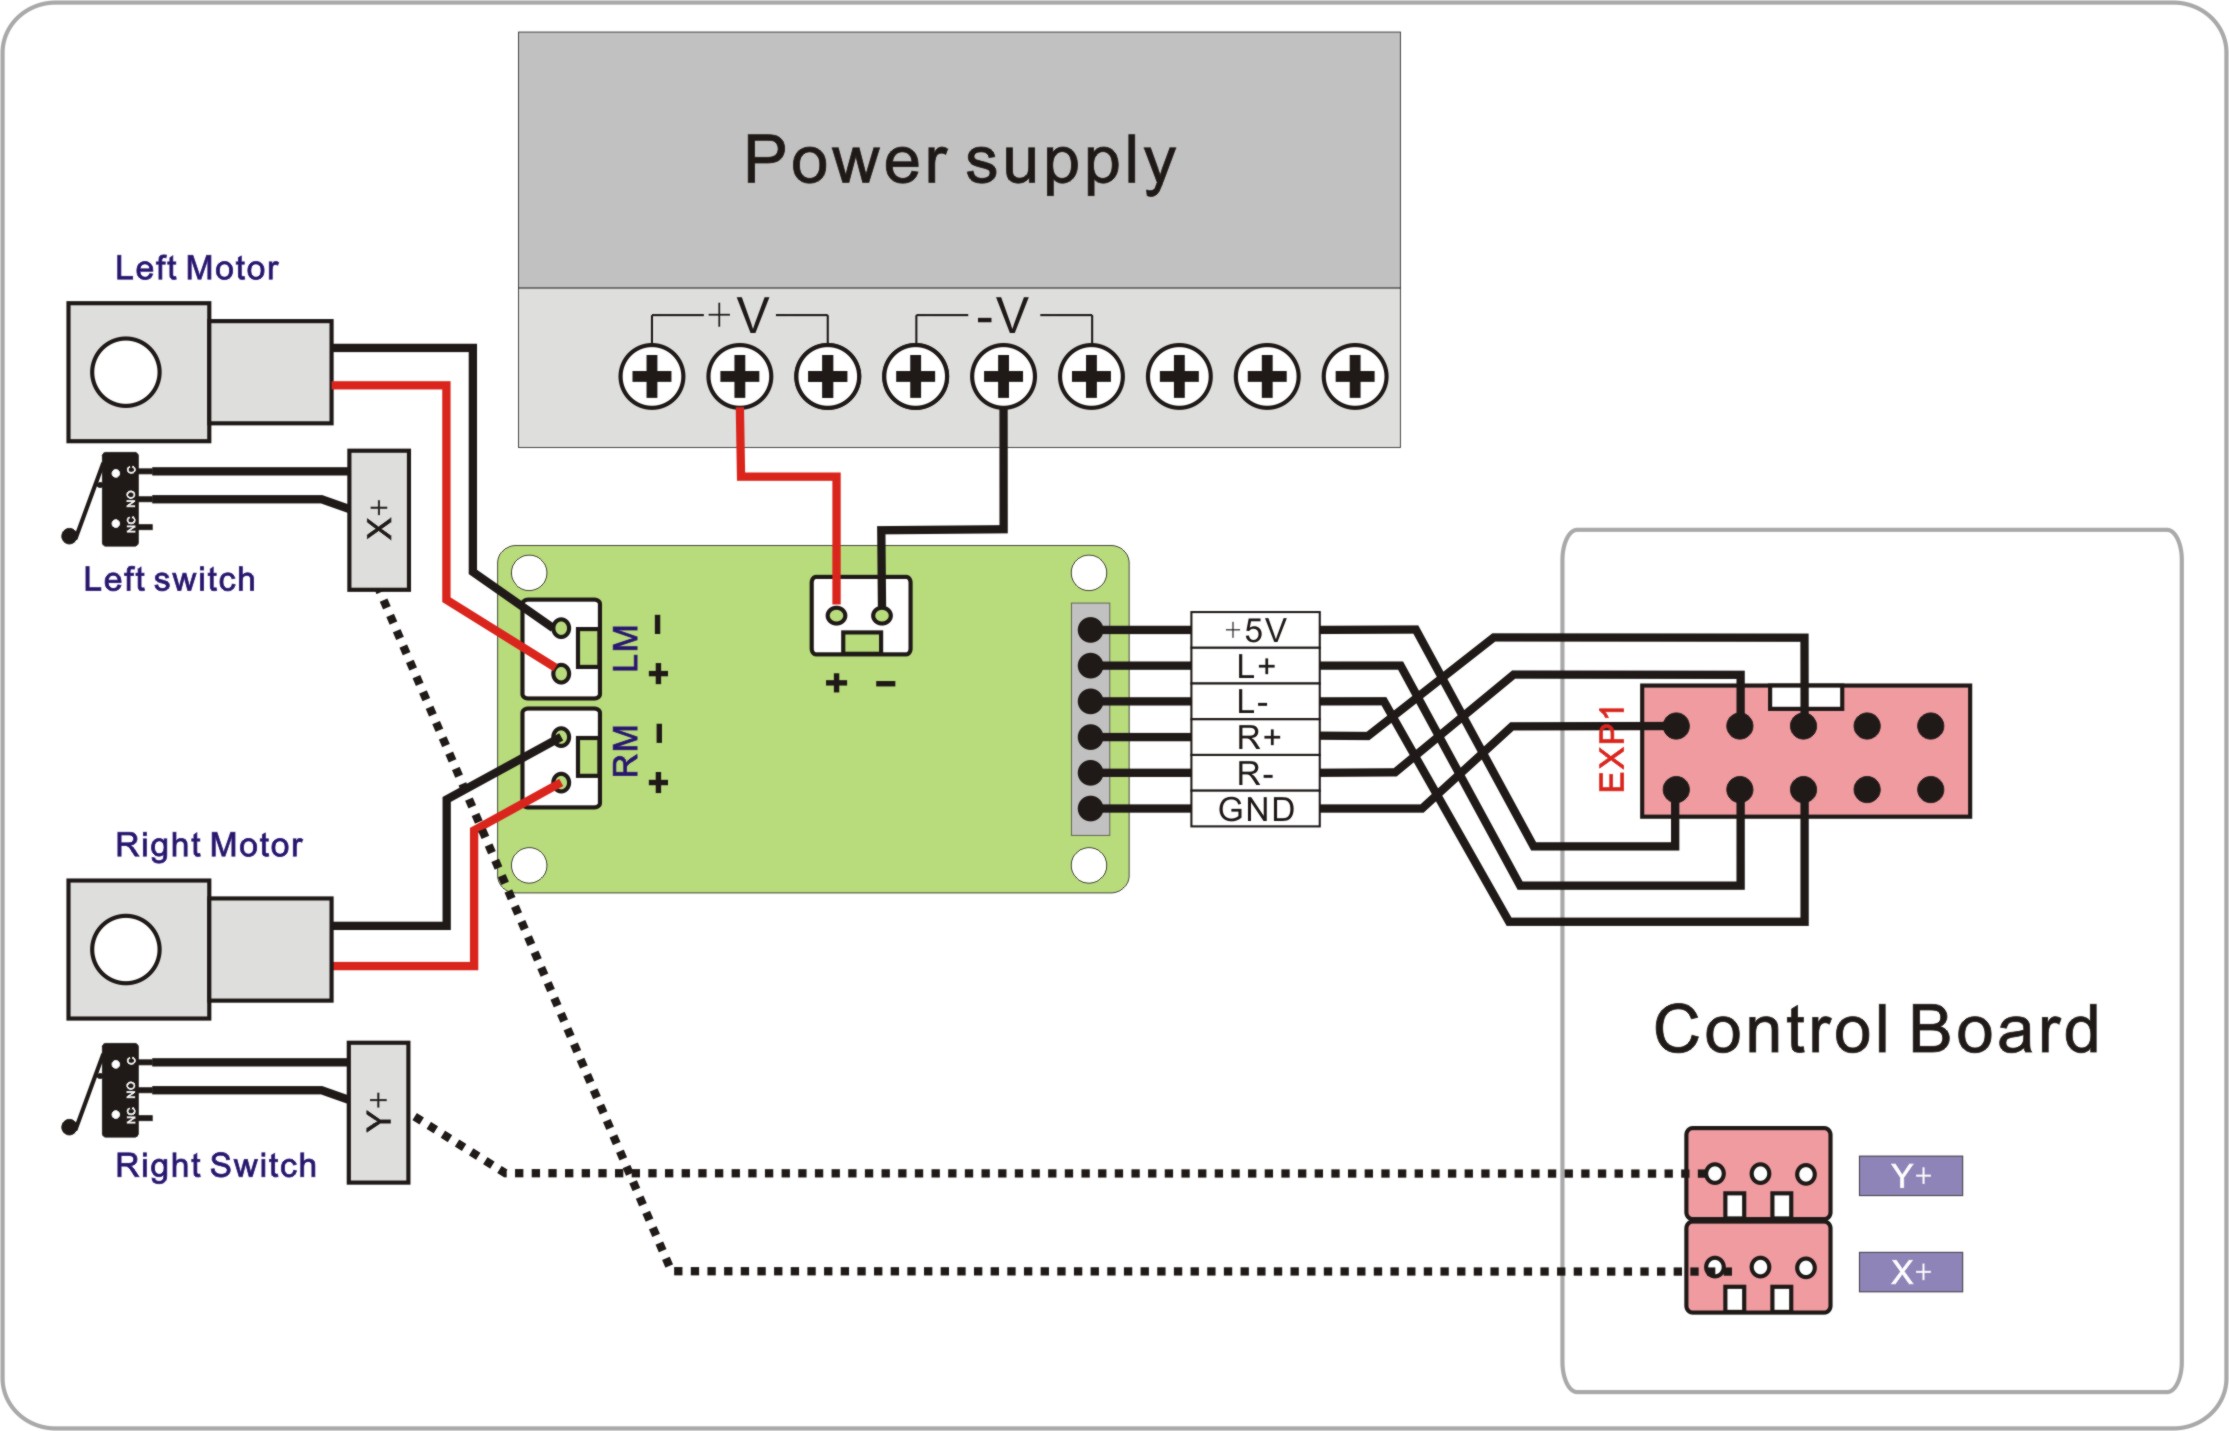 Power supply
+V
-V
Left Motor
C
NO
NC
X+
Left switch
LM
-
+
RM
-
+
+ -
+5V
L+
L-
R+
R-
GND
EXP1
Right Motor
C
NO
NC
Y+
Right Switch
Control Board
Y+
X+